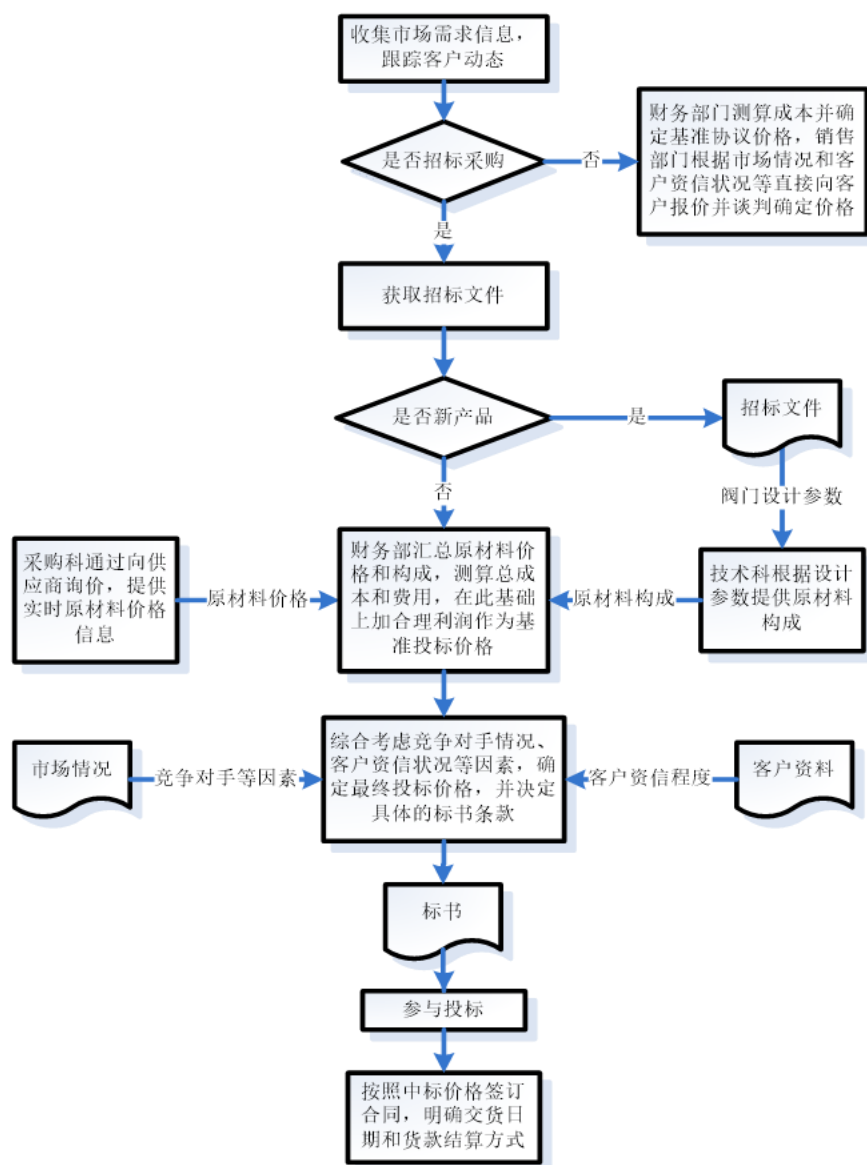 收集市场需求信息，
跟踪客户动态
是否招标采购
否
财务部门测算成本并确
定基准协议价格，销售
部门根据市场情况和客
户资信状况等直接向客
户报价并谈判确定价格
是
获取招标文件
是否新产品
是
招标文件
否
阀门设计参数
采购科通过向供
应商询价，提供
实时原材料价格
信息
原材料价格
财务部汇总原材料价
格和构成，测算总成
本和费用，在此基础
上加合理利润作为基
准投标价格
原材料构成
技术科根据设计
参数提供原材料
构成
市场情况
竞争对手等因素
综合考虑竞争对手情况、
客户资信状况等因素，确
定最终投标价格，并决定
具体的标书条款
客户资信程度
客户资料
标书
参与投标
按照中标价格签订
合同，明确交货日
期和货款结算方式